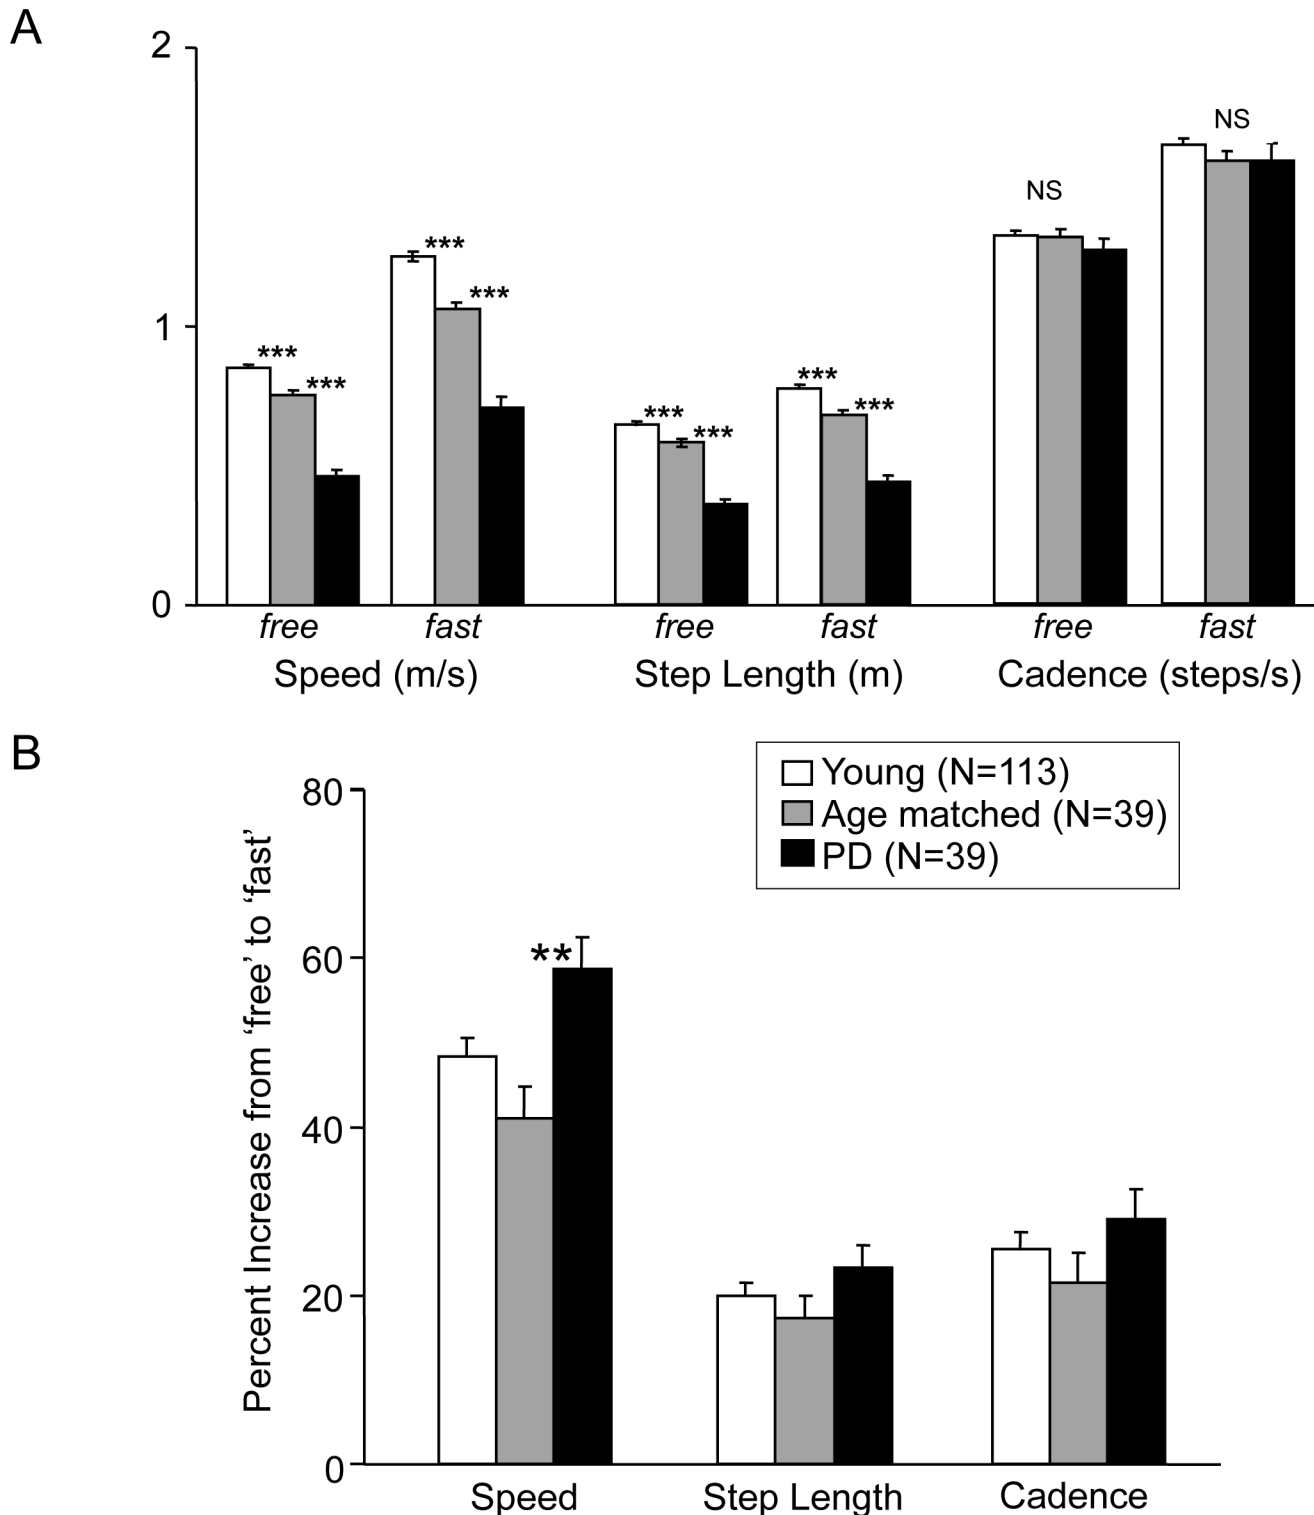 A
2
1
0
***
***
***
***
***
***
***
***
NS
NS
free
fast
free
fast
free
fast
Speed (m/s)
Step Length (m)
Cadence (steps/s)
B
Young (N=113)
Age matched (N=39)
PD (N=39)
Percent Increase from ‘free’ to ‘fast’
80
60
40
20
0
**
Speed
Step Length
Cadence